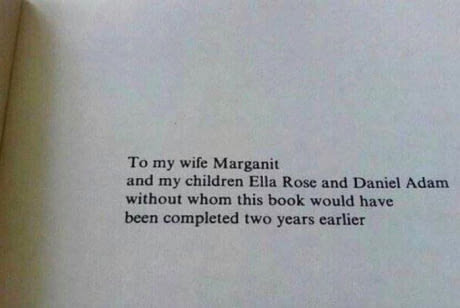 To my wife Marganit
and my children Ella Rose and Daniel Adam
without whom this book would have
been completed two years earlier